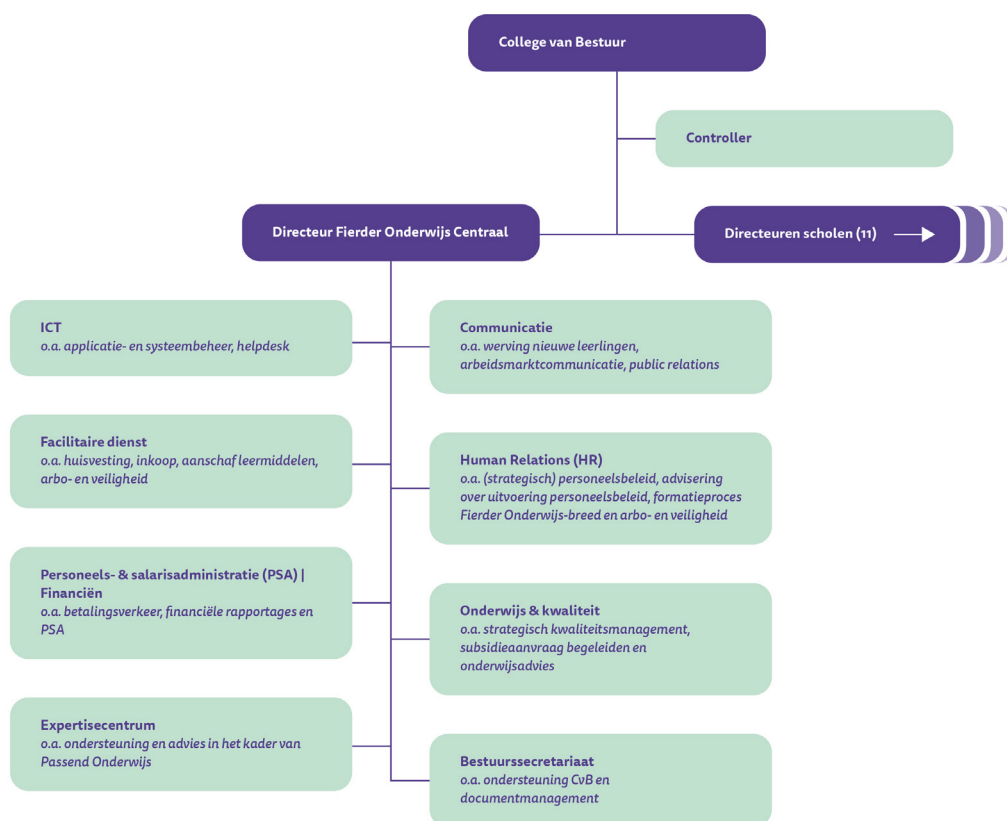 College van Bestuur
Controller
Directeur Fierder Onderwijs Centraal
Directeuren scholen (11)
ICT
o.a. applicatie- en systeembeheer, helpdesk
Communicatie
o.a. werving nieuwe leerlingen,
arbeidsmarktcommunicatie, public relations
Facilitaire dienst
o.a. huisvesting, inkoop, aanschaf leermiddelen,
arbo- en veiligheid
Human Relations (HR)
o.a. (strategisch) personeelsbeleid, advisering
over uitvoering personeelsbeleid, formatieproces
Fierder Onderwijs-breed en arbo- en veiligheid
Personeels- & salarisadministratie (PSA) |
Financiën
o.a. betalingsverkeer, financiële rapportages en
PSA
Onderwijs & kwaliteit
o.a. strategisch kwaliteitsmanagement,
subsidieaanvraag begeleiden en
onderwijsadvies
Expertisecentrum
o.a. ondersteuning en advies in het kader van
Passend Onderwijs
Bestuurssecretariaat
o.a. ondersteuning CvB en
documentmanagement